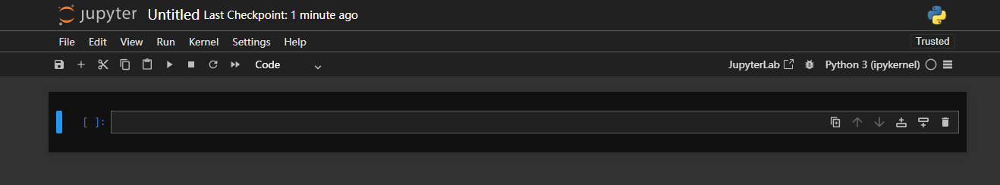 jupyter Untitled Last Checkpoint: 1 minute ago
File Edit View Run Kernel Settings Help Trusted
Code JupyterLab Python 3 (ipykernel)
[ ]: